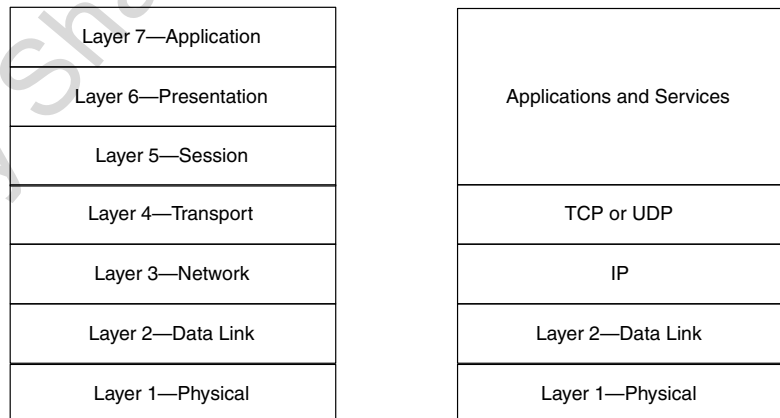 Layer 7—Application
Layer 6—Presentation
Layer 5—Session
Layer 4—Transport
Layer 3—Network
Layer 2—Data Link
Layer 1—Physical
Applications and Services
TCP or UDP
IP
Layer 2—Data Link
Layer 1—Physical